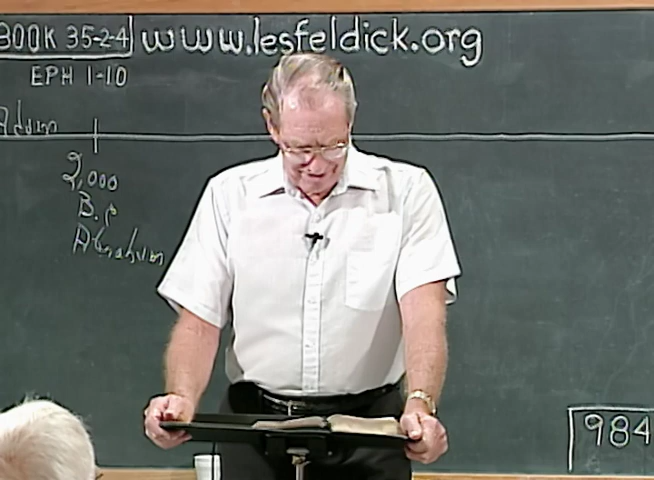 BOOK 35-2-4
www.lesfeldick.org
EPH 1-10
Adam
2,000
B.C
Abraham
984